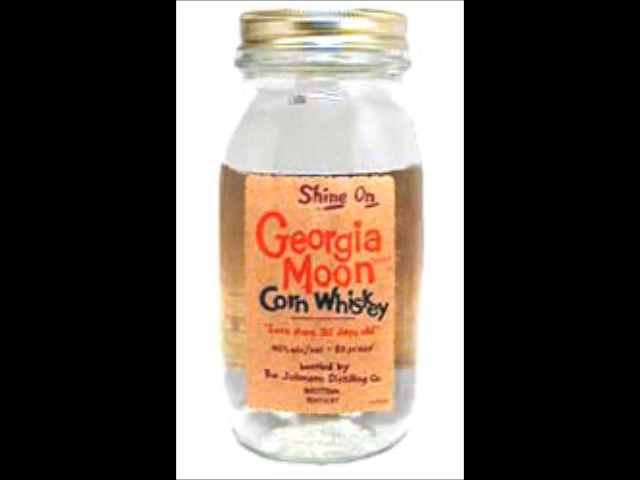 Shine On
Georgia
Moon
Corn Whiskey
"Less than 30 days old"
40% alc/vol - 80 proof
bottled by
The Johnson Distilling Co.
KENTUCKY